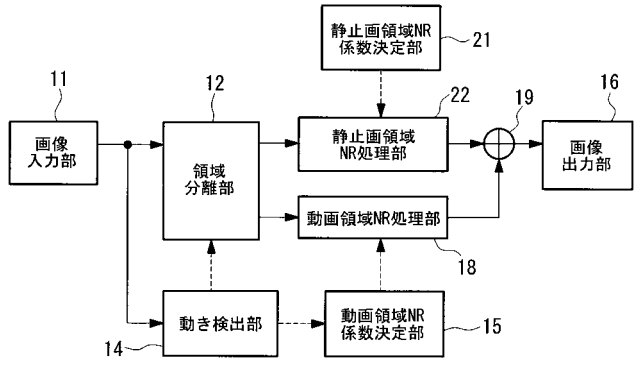 静止画領域NR
係数決定部
21
11
12
22
19
16
画像
入力部
領域
分離部
静止画領域
NR処理部
画像
出力部
動画領域NR処理部
18
動き検出部
14
動画領域NR
係数決定部
15